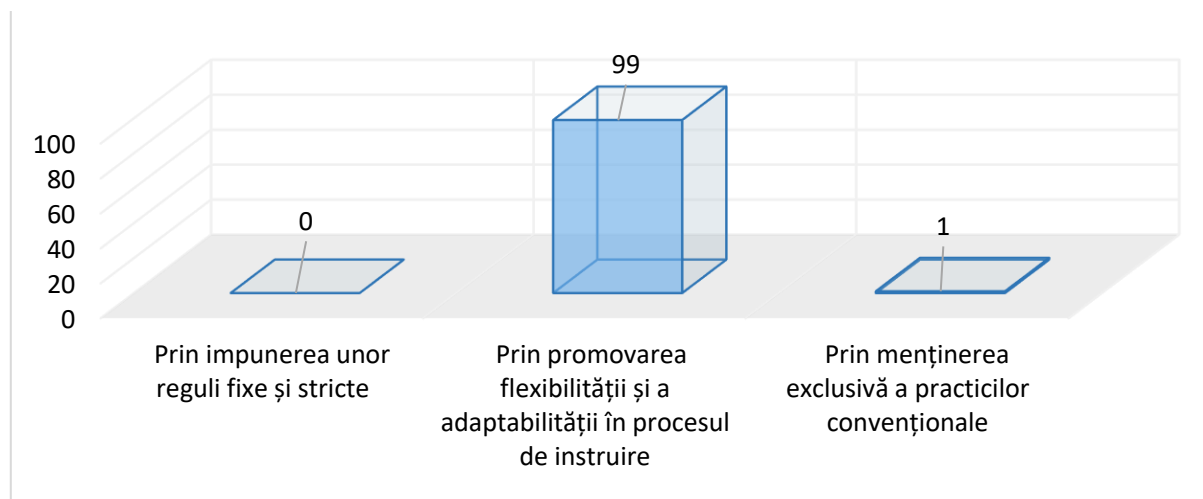 99
0
1
100
80
60
40
20
0
Prin impunerea unor
reguli fixe și stricte
Prin promovarea
flexibilității și a
adaptabilității în procesul
de instruire
Prin menținerea
exclusivă a practicilor
convenționale